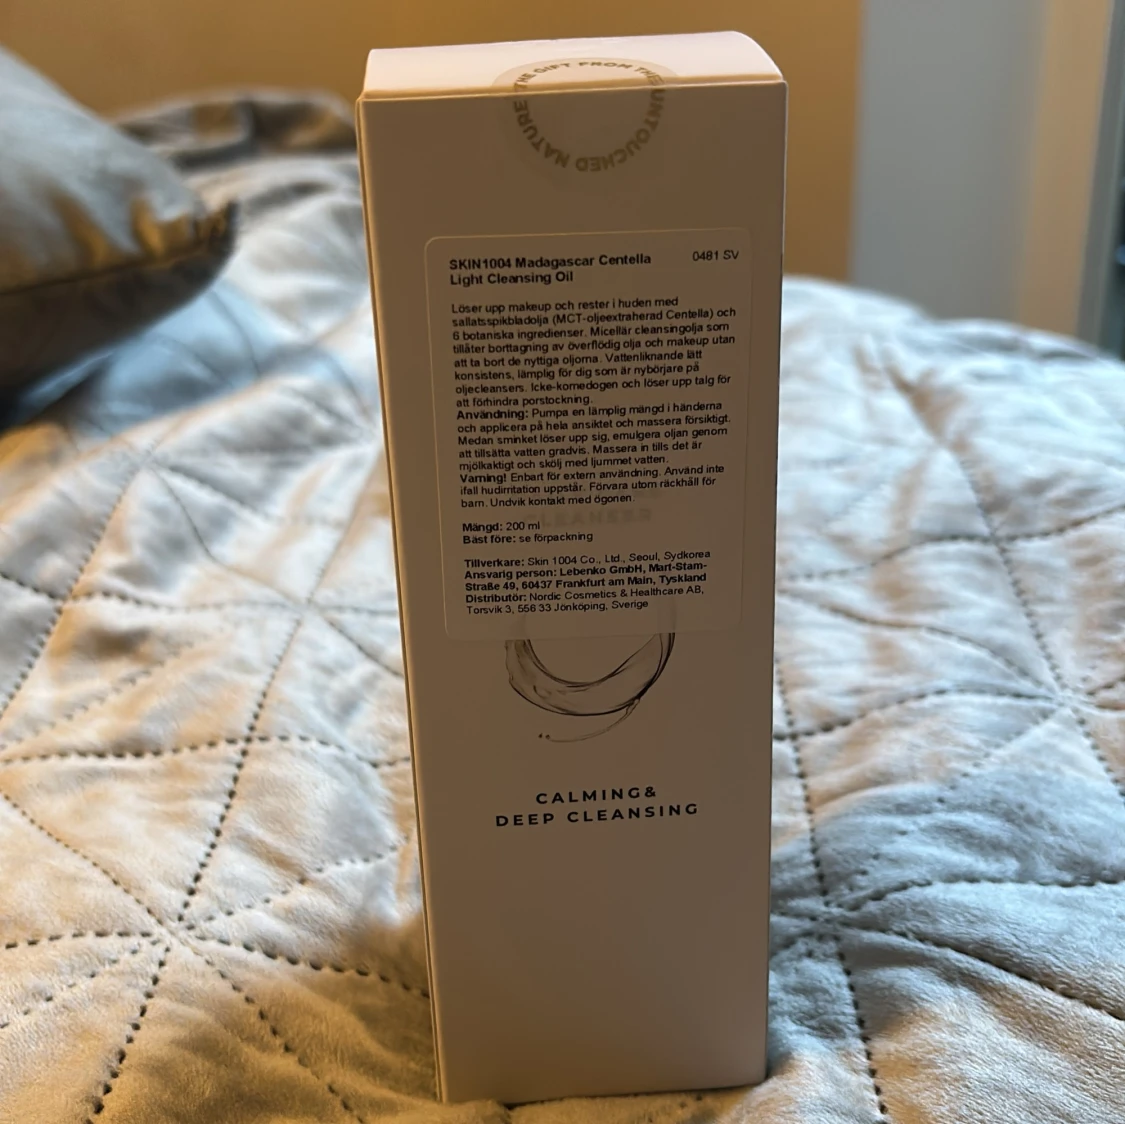 THE GIFT FROM THE UNTOUCHED NATURE
SKIN1004 Madagascar Centella 0481 SV
Light Cleansing Oil
Löser upp makeup och rester i huden med
sallatsspikbladolja (MCT-oljeextraherad Centella) och
6 botaniska ingredienser. Micellär cleansingolja som
tillåter borttagning av överflödig olja och makeup utan
att ta bort de nyttiga oljorna. Vattenliknande lätt
konsistens, lämplig för dig som är nybörjare på
oljecleansers. Icke-komedogen och löser upp talg för
att förhindra porstockning.
Användning: Pumpa en lämplig mängd i händerna
och applicera på hela ansiktet och massera försiktigt.
Medan sminket löser upp sig, emulgera oljan genom
att tillsätta vatten gradvis. Massera in tills det är
mjölkaktigt och skölj med ljummet vatten.
Varning! Enbart för extern användning. Använd inte
ifall hudirritation uppstår. Förvara utom räckhåll för
barn. Undvik kontakt med ögonen.
Mängd: 200 ml
Bäst före: se förpackning
Tillverkare: Skin 1004 Co., Ltd., Seoul, Sydkorea
Ansvarig person: Lebenko GmbH, Mart-Stam-
Straße 49, 60437 Frankfurt am Main, Tyskland
Distributör: Nordic Cosmetics & Healthcare AB,
Torsvik 3, 556 33 Jönköping, Sverige
CALMING&
DEEP CLEANSING